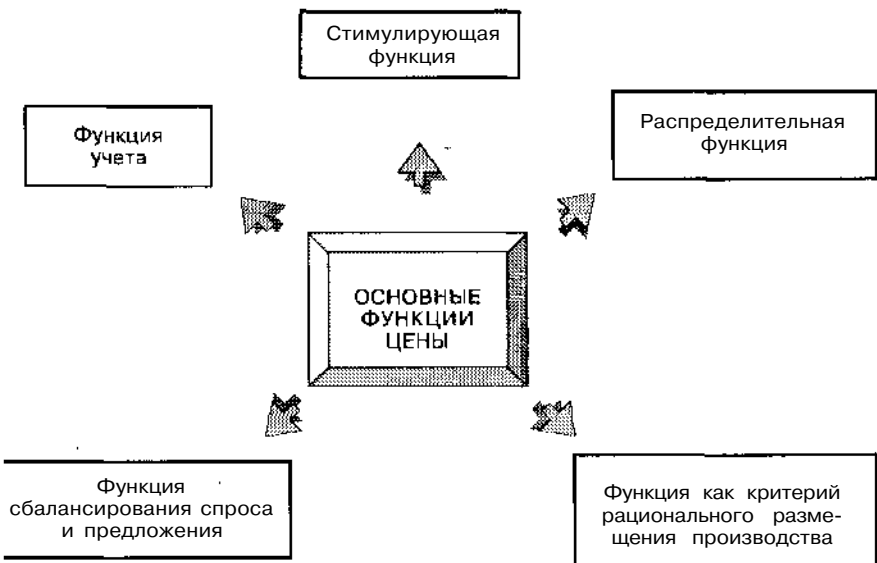 Стимулирующая
функция
Функция
учета
Распределительная
функция
ОСНОВНЫЕ
ФУНКЦИИ
ЦЕНЫ
Функция
сбалансирования спроса
и предложения
Функция как критерий
рационального разме-
щения производства